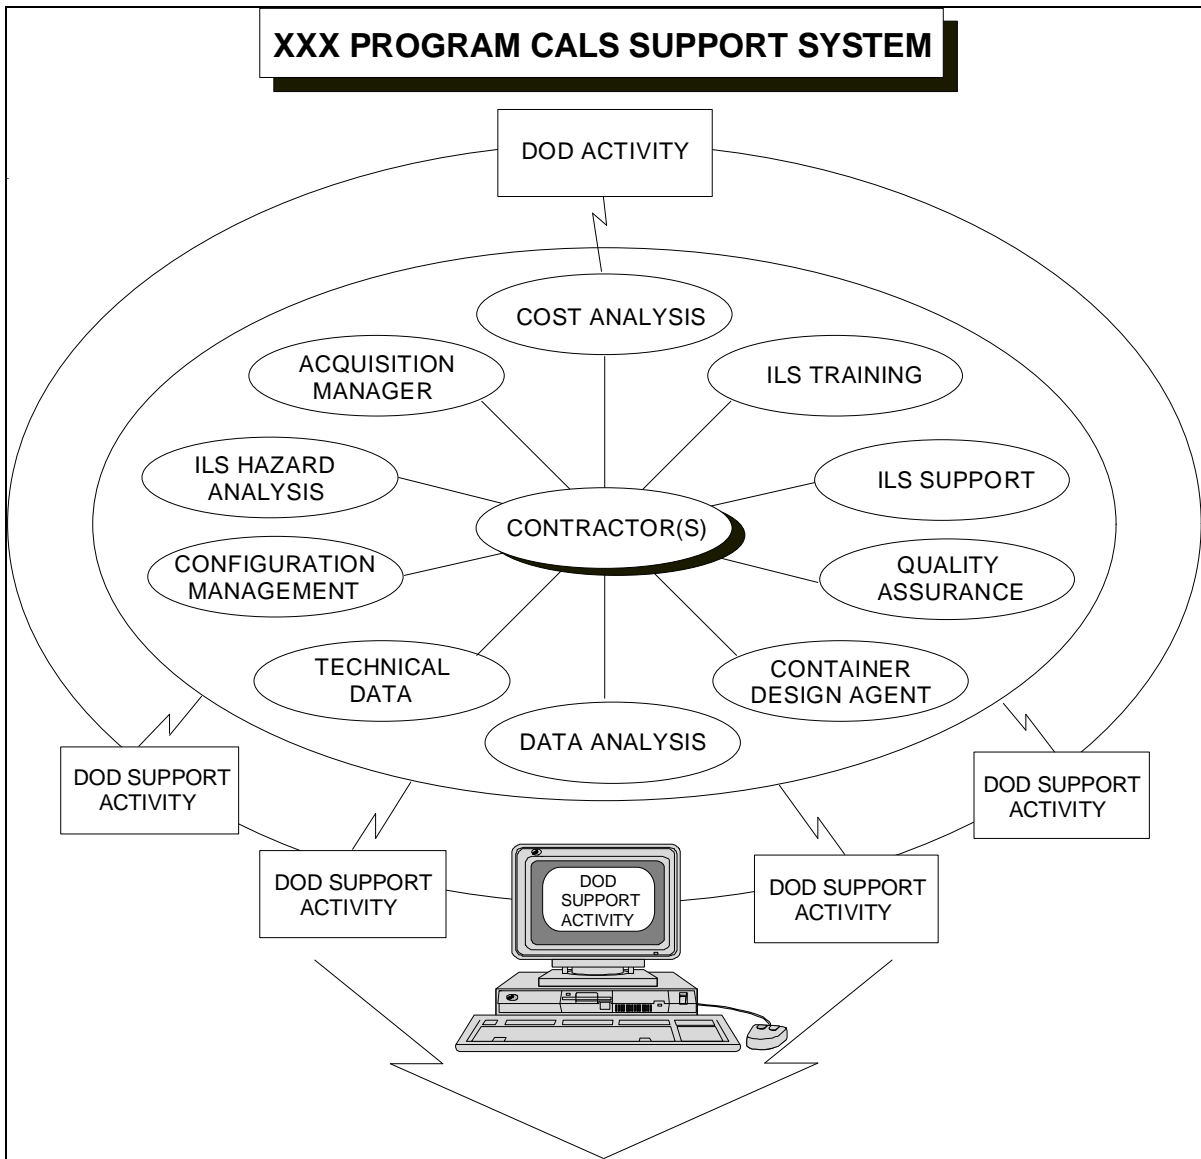 XXX PROGRAM CALS SUPPORT SYSTEM
DOD ACTIVITY
COST ANALYSIS
ACQUISITION
MANAGER
ILS TRAINING
ILS HAZARD
ANALYSIS
ILS SUPPORT
CONTRACTOR(S)
CONFIGURATION
MANAGEMENT
QUALITY
ASSURANCE
TECHNICAL
DATA
CONTAINER
DESIGN AGENT
DATA ANALYSIS
DOD SUPPORT
ACTIVITY
DOD SUPPORT
ACTIVITY
DOD SUPPORT
ACTIVITY
DOD
SUPPORT
ACTIVITY
DOD SUPPORT
ACTIVITY